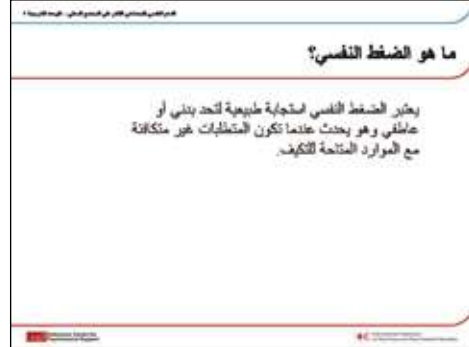 ما هو الضغط النفسي؟
يعتبر الضغط النفسي استجابة طبيعية لتحد بدني أو
عاطفي وهو يحدث عندما تكون المتطلبات غير متكافئة
مع الموارد المتاحة للتكيف.